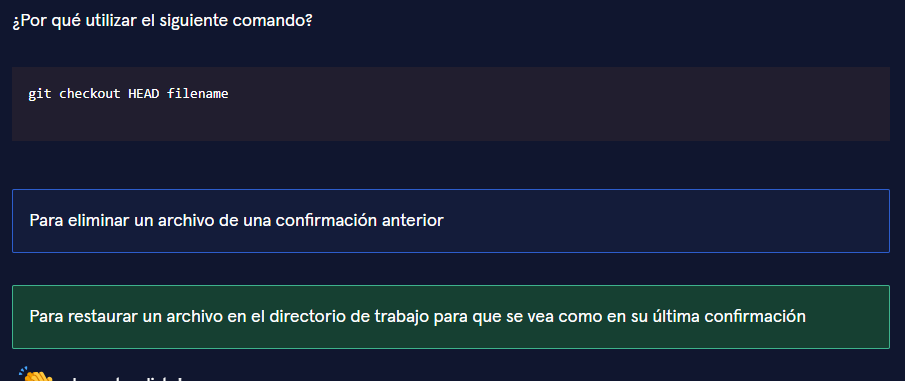 ¿Por qué utilizar el siguiente comando?
git checkout HEAD filename
Para eliminar un archivo de una confirmación anterior
Para restaurar un archivo en el directorio de trabajo para que se vea como en su última confirmación